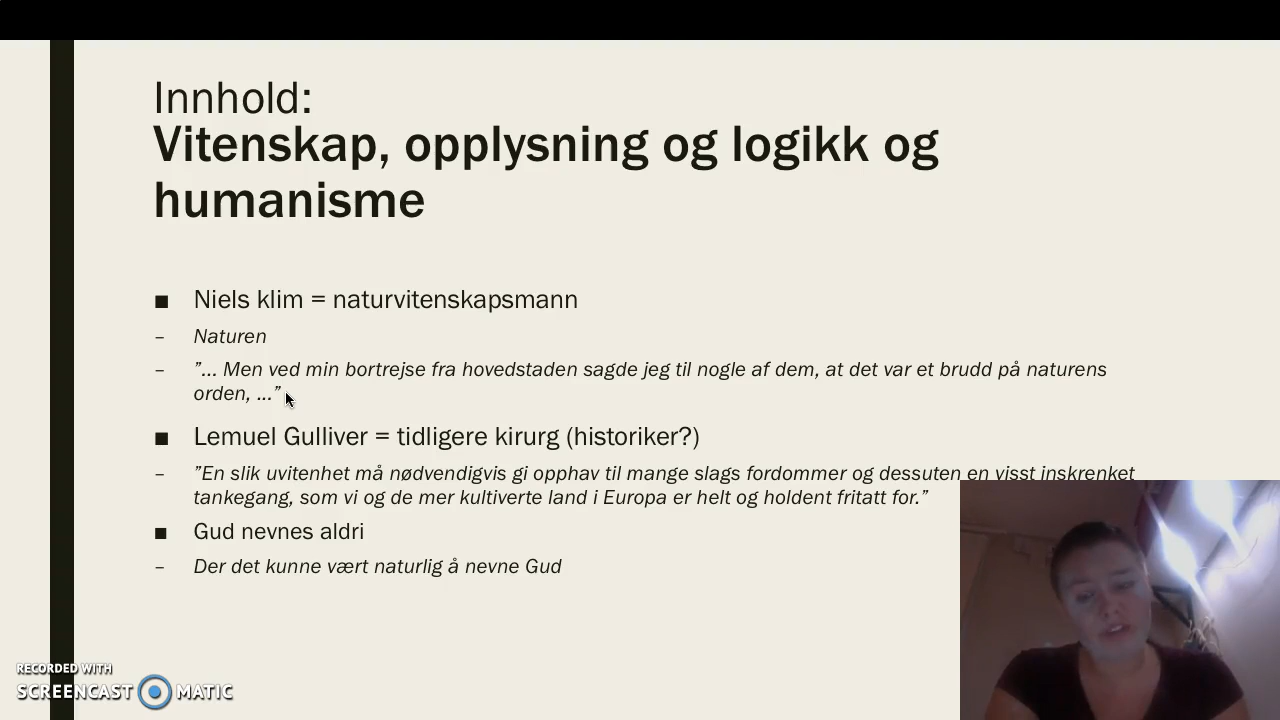 Innhold:
Vitenskap, opplysning og logikk og
humanisme
■ Niels klim = naturvitenskapsmann
– Naturen
– ”... Men ved min bortrejse fra hovedstaden sagde jeg til nogle af dem, at det var et brudd på naturens
orden, ...”
■ Lemuel Gulliver = tidligere kirurg (historiker?)
– ”En slik uvitenhet må nødvendigvis gi opphav til mange slags fordommer og dessuten en visst inskrenket
tankegang, som vi og de mer kultiverte land i Europa er helt og holdent fritatt for.”
■ Gud nevnes aldri
– Der det kunne vært naturlig å nevne Gud
RECORDED WITH
SCREENCAST MATIC